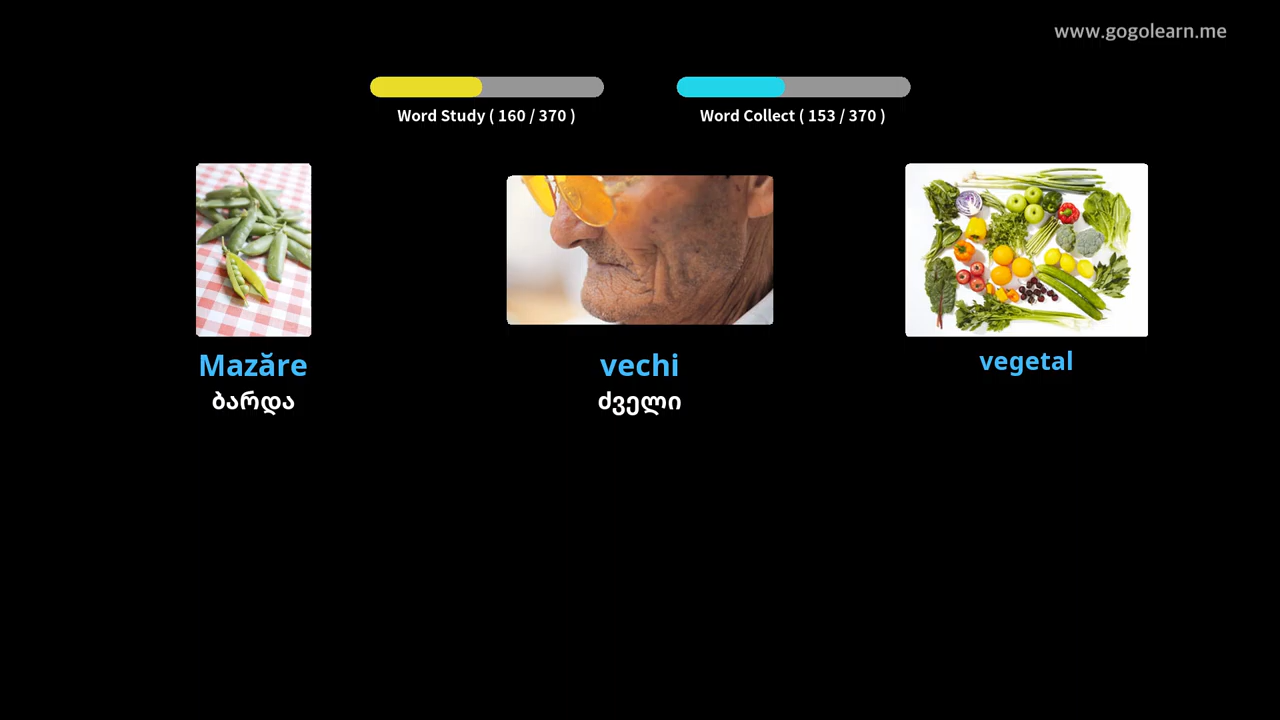 www.gogolearn.me
Word Study ( 160 / 370 )
Word Collect ( 153 / 370 )
Mazăre
ბარდა
vechi
ძველი
vegetal